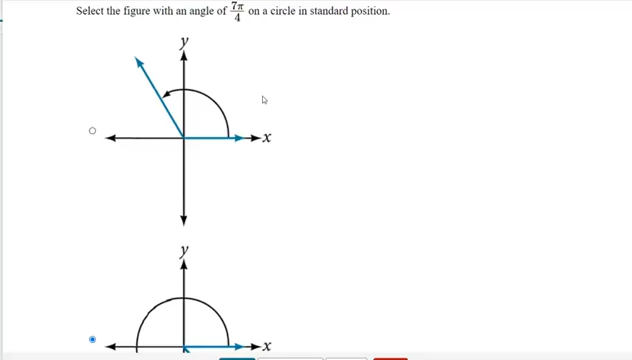 Select the figure with an angle of 7π/4 on a circle in standard position.
y
x
y
x